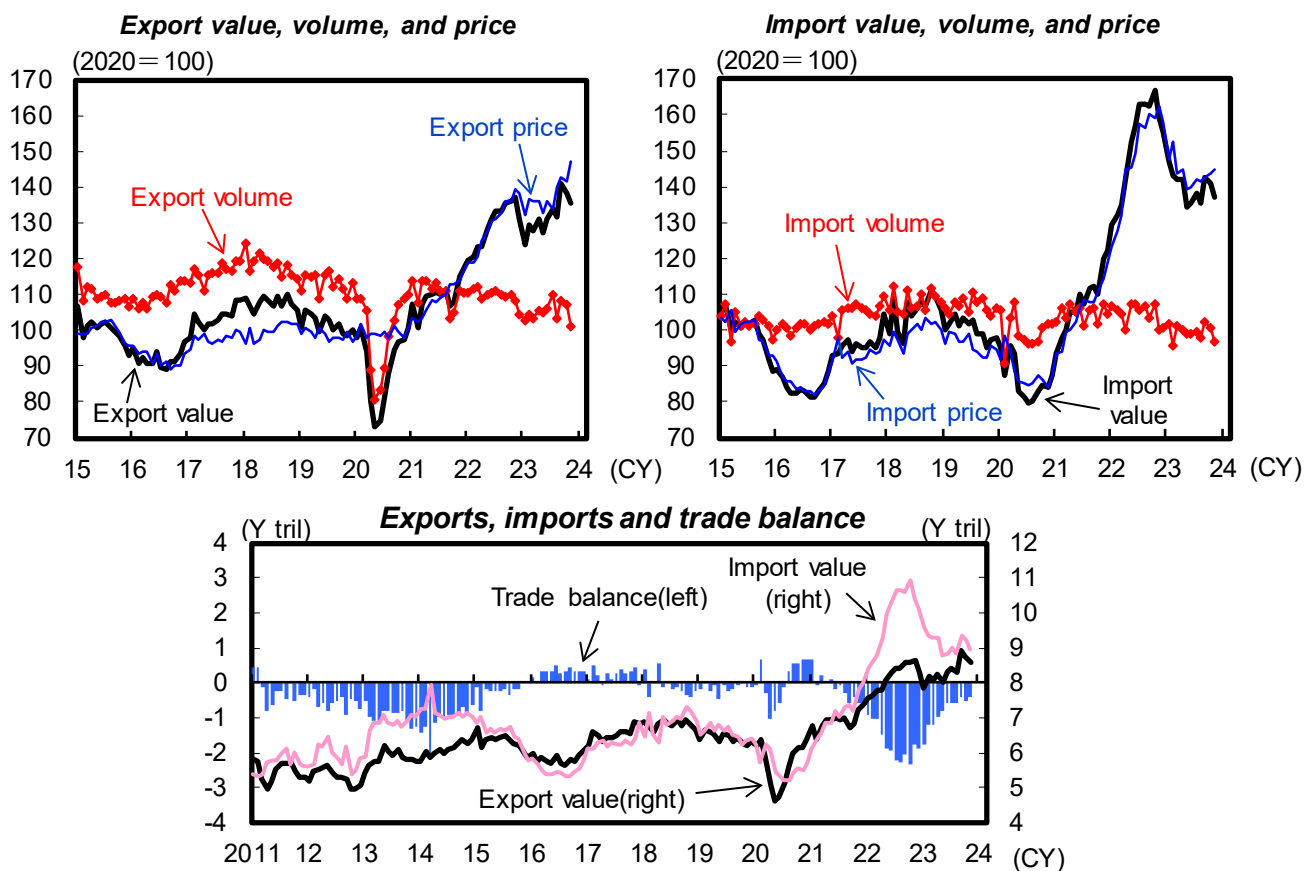 Export value, volume, and price
(2020＝100)
170
160
150
140
130
120
110
100
90
80
70
Export price
Export volume
Export value
15 16 17 18 19 20 21 22 23 24 (CY)
Import value, volume, and price
(2020＝100)
170
160
150
140
130
120
110
100
90
80
70
Import volume
Import price
Import
value
15 16 17 18 19 20 21 22 23 24 (CY)
Exports, imports and trade balance
(Y tril)
(Y tril)
4
3
2
1
0
-1
-2
-3
-4
12
11
10
9
8
7
6
5
4
Trade balance(left)
Import value
(right)
Export value(right)
2011 12 13 14 15 16 17 18 19 20 21 22 23 24 (CY)